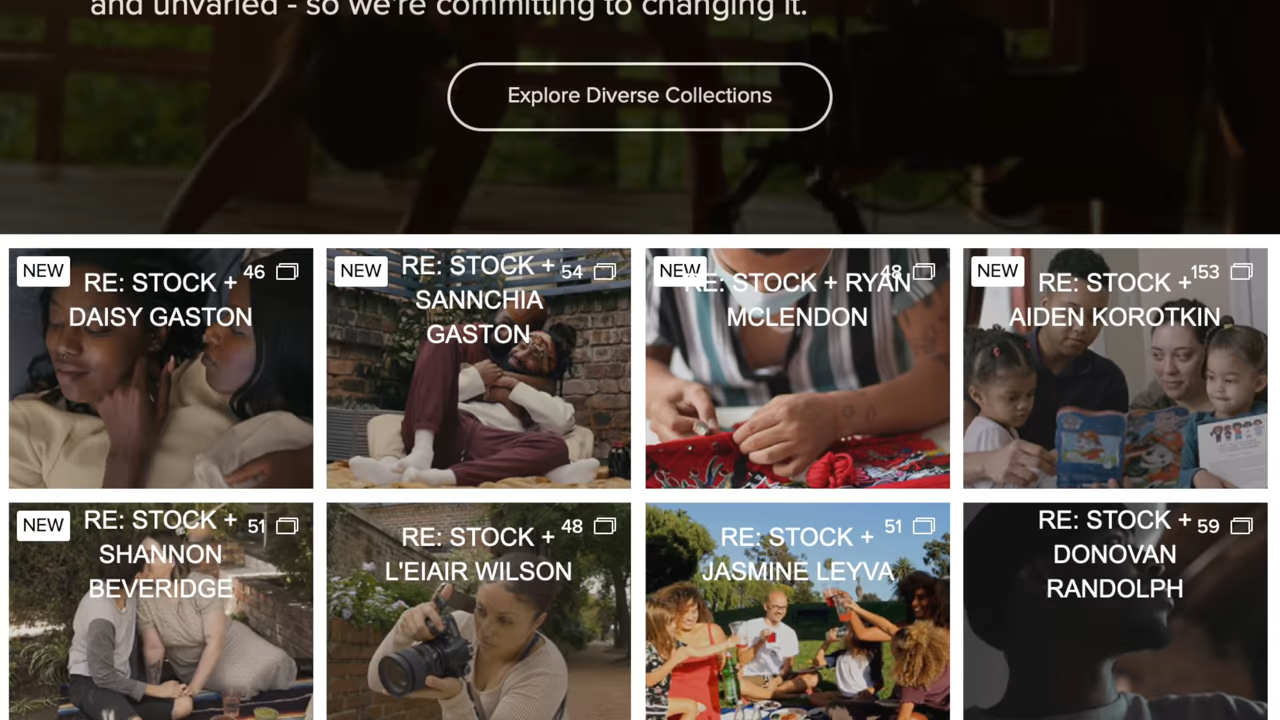 and unvaried - so we're committing to changing it.
Explore Diverse Collections
NEW
RE: STOCK +
DAISY GASTON
46
NEW
RE: STOCK +
SANNCHIA
GASTON
54
NEW
RE: STOCK + RYAN
MCLENDON
48
NEW
RE: STOCK +
AIDEN KOROTKIN
153
NEW
RE: STOCK +
SHANNON
BEVERIDGE
51
RE: STOCK +
L'EIAIR WILSON
48
RE: STOCK +
JASMINE LEYVA
51
RE: STOCK +
DONOVAN
RANDOLPH
59